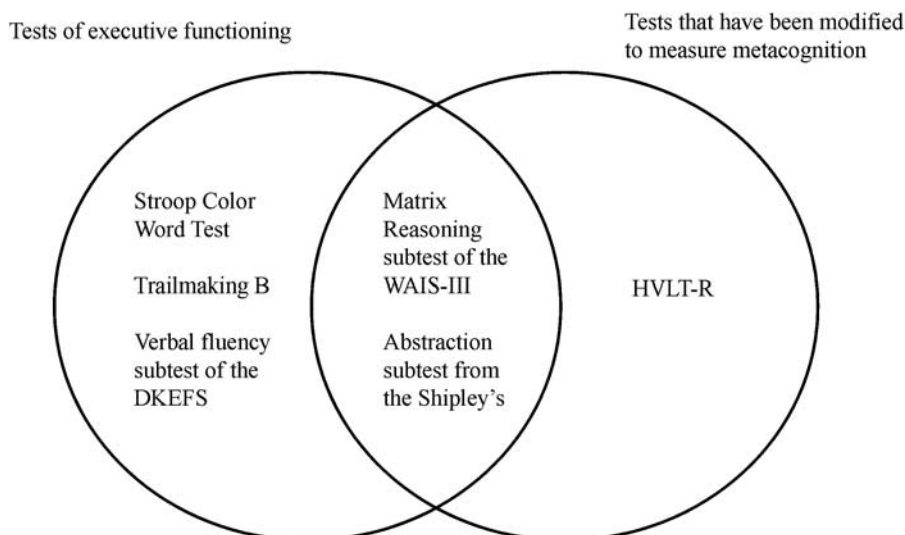 Tests of executive functioning
Tests that have been modified
to measure metacognition
Stroop Color
Word Test
Trailmaking B
Verbal fluency
subtest of the
DKEFS
Matrix
Reasoning
subtest of the
WAIS-III
Abstraction
subtest from
the Shipley's
HVLT-R